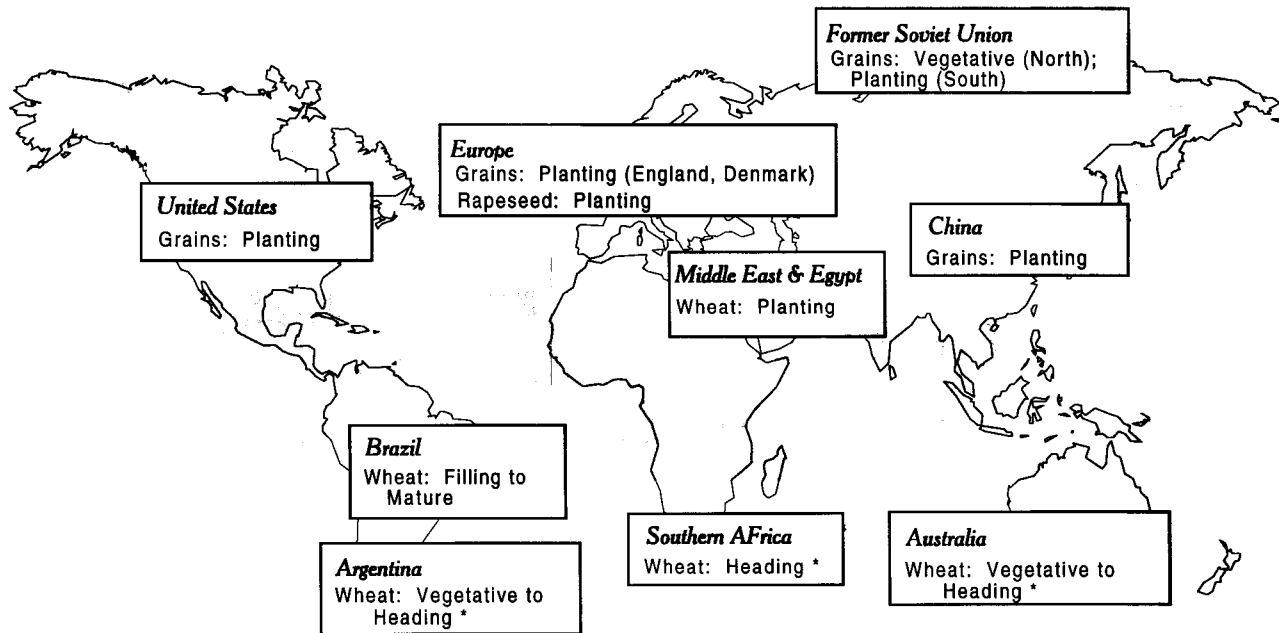 Former Soviet Union
Grains: Vegetative (North);
Planting (South)
Europe
Grains: Planting (England, Denmark)
Rapeseed: Planting
United States
Grains: Planting
China
Grains: Planting
Middle East & Egypt
Wheat: Planting
Brazil
Wheat: Filling to
Mature
Southern AFrica
Wheat: Heading *
Australia
Wheat: Vegetative to
Heading *
Argentina
Wheat: Vegetative to
Heading *